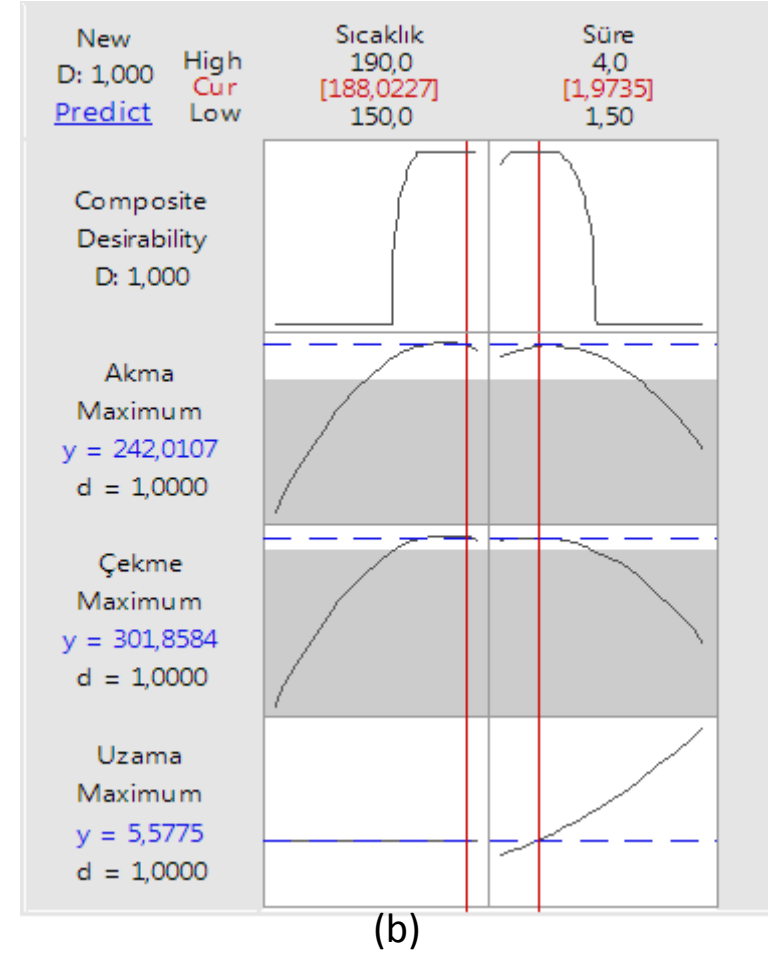 New
D: 1,000
Predict
High
Cur
Low
Sıcaklık
190,0
[188,0227]
150,0
Süre
4,0
[1,9735]
1,50
Composite
Desirability
D: 1,000
Akma
Maximum
y = 242,0107
d = 1,0000
Çekme
Maximum
y = 301,8584
d = 1,0000
Uzama
Maximum
y = 5,5775
d = 1,0000
(b)